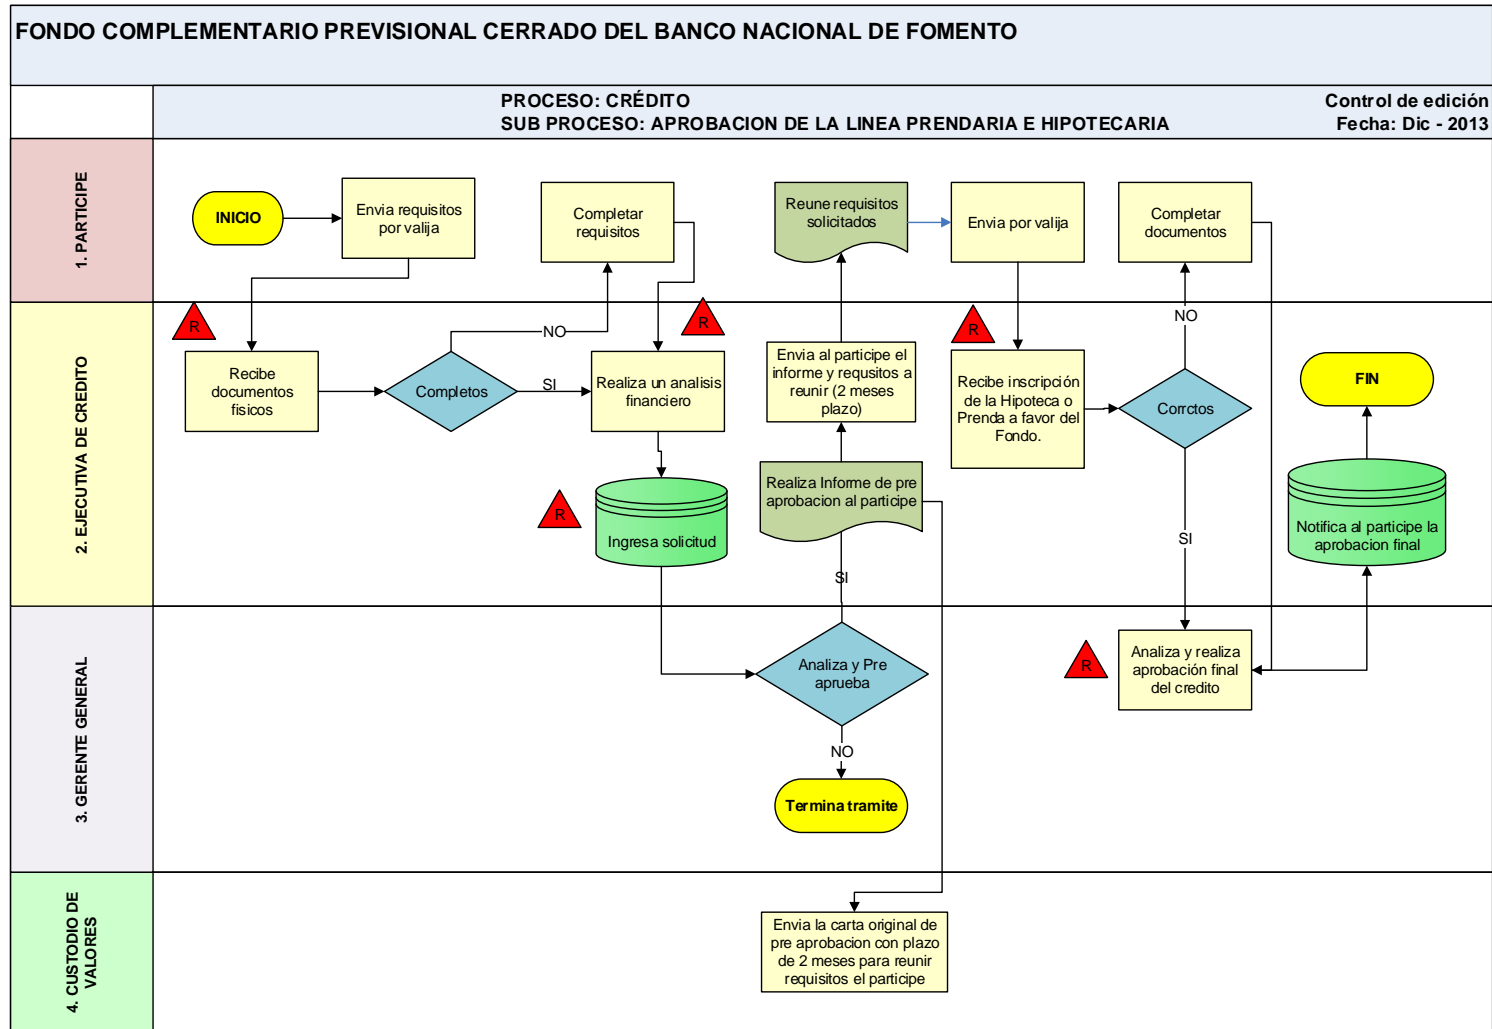 FONDO COMPLEMENTARIO PREVISIONAL CERRADO DEL BANCO NACIONAL DE FOMENTO
PROCESO: CRÉDITO
SUB PROCESO: APROBACION DE LA LINEA PRENDARIA E HIPOTECARIA
Control de edición
Fecha: Dic - 2013
1. PARTICIPE
INICIO
Envia requisitos
por valija
Completar
requisitos
Reune requisitos
solicitados
Envia por valija
Completar
documentos
2. EJECUTIVA DE CREDITO
R
Recibe
documentos
fisicos
Completos
NO
SI
R
Realiza un analisis
financiero
R
Ingresa solicitud
Envia al participe el
informe y requsitos a
reunir (2 meses
plazo)
Realiza Informe de pre
aprobacion al participe
SI
R
Recibe inscripción
de la Hipoteca o
Prenda a favor del
Fondo.
Corrctos
NO
SI
FIN
Notifica al participe la
aprobacion final
3. GERENTE GENERAL
Analiza y Pre
aprueba
NO
Termina tramite
R
Analiza y realiza
aprobación final
del credito
4. CUSTODIO DE
VALORES
Envia la carta original de
pre aprobacion con plazo
de 2 meses para reunir
requisitos el participe